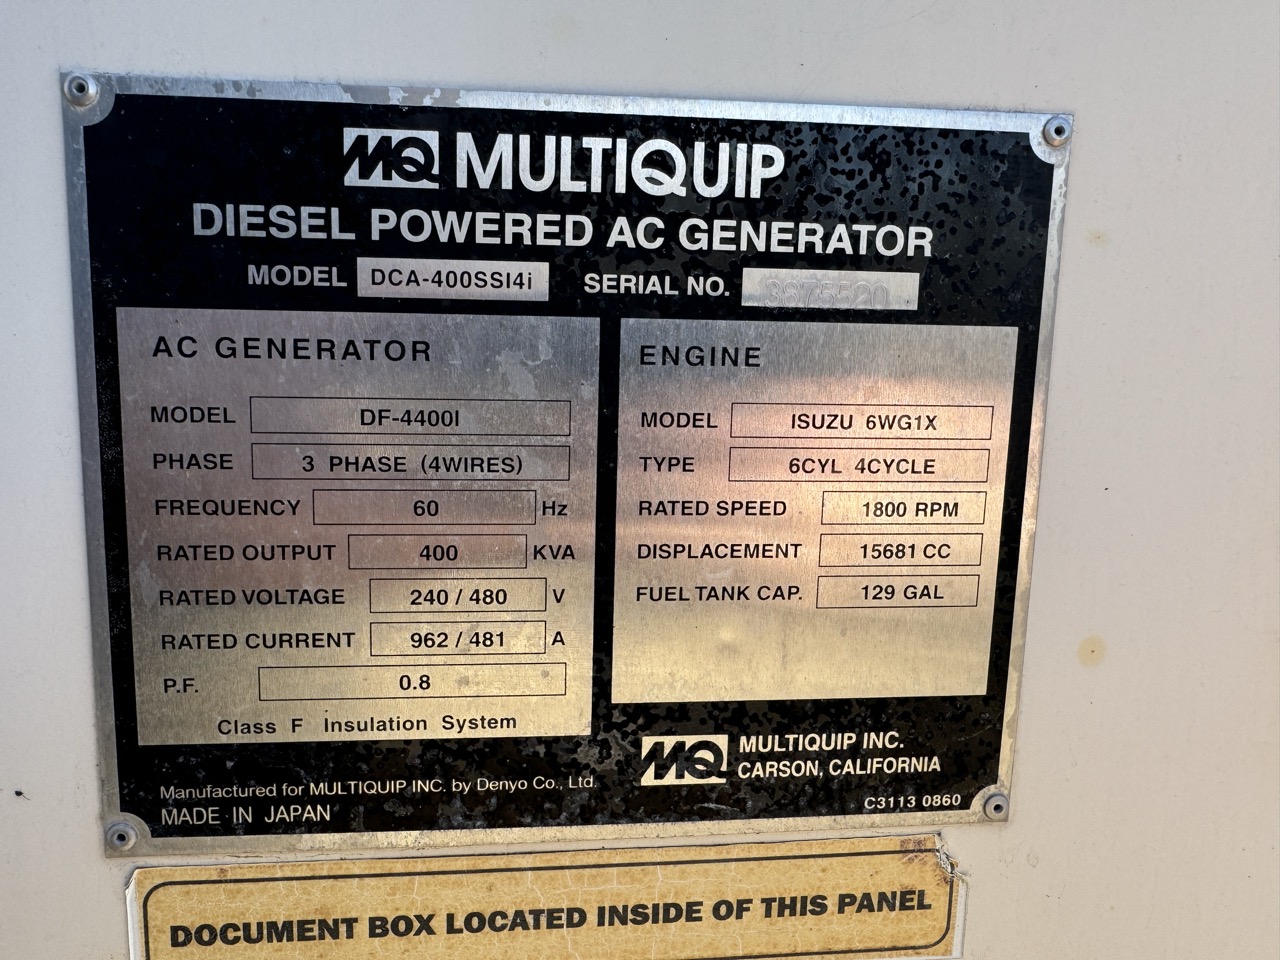 MQ MULTIQUIP
DIESEL POWERED AC GENERATOR
MODEL DCA-400SSI4i SERIAL NO. 3875520
AC GENERATOR
MODEL DF-4400I
PHASE 3 PHASE (4WIRES)
FREQUENCY 60 Hz
RATED OUTPUT 400 KVA
RATED VOLTAGE 240 / 480 V
RATED CURRENT 962 / 481 A
P.F. 0.8
Class F Insulation System
ENGINE
MODEL ISUZU 6WG1X
TYPE 6CYL 4CYCLE
RATED SPEED 1800 RPM
DISPLACEMENT 15681 CC
FUEL TANK CAP. 129 GAL
Manufactured for MULTIQUIP INC. by Denyo Co., Ltd.
MADE IN JAPAN
MQ MULTIQUIP INC.
CARSON, CALIFORNIA
C3113 0860
DOCUMENT BOX LOCATED INSIDE OF THIS PANEL